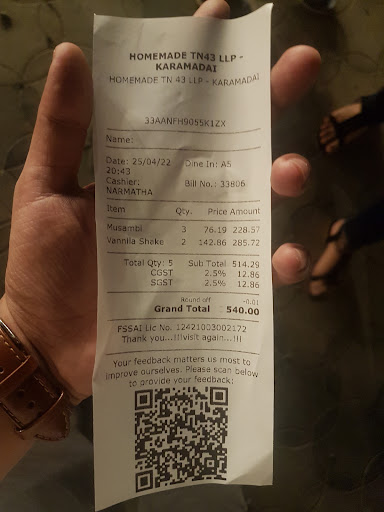 HOMEMADE TN43 LLP -
KARAMADAI
HOMEMADE TN 43 LLP - KARAMADAI
33AANFH9055K1ZX
Name:
Date: 25/04/22 Dine In: A5
20:43
Cashier: Bill No.: 33806
NARMATHA
Item Qty. Price Amount
Musambi 3 76.19 228.57
Vannila Shake 2 142.86 285.72
Total Qty: 5 Sub Total 514.29
CGST 2.5% 12.86
SGST 2.5% 12.86
Round off -0.01
Grand Total 540.00
FSSAI Lic No. 12421003002172
Thank you...!!!visit again...!!!
Your feedback matters us most to
improve ourselves. Please scan below
to provide your feedback: